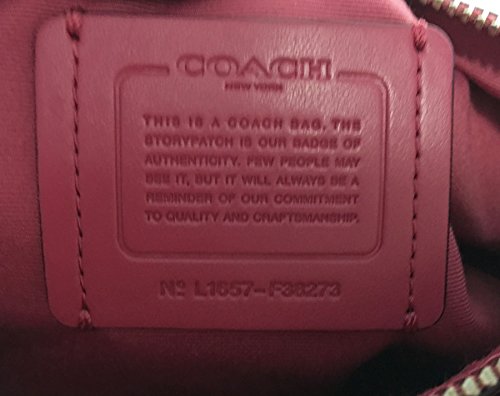 COACH
NEW YORK
THIS IS A COACH BAG. THE
STORYPATCH IS OUR BADGE OF
AUTHENTICITY. FEW PEOPLE MAY
SEE IT, BUT IT WILL ALWAYS BE A
REMINDER OF OUR COMMITMENT
TO QUALITY AND CRAFTSMANSHIP.
Nº L1657-F38273